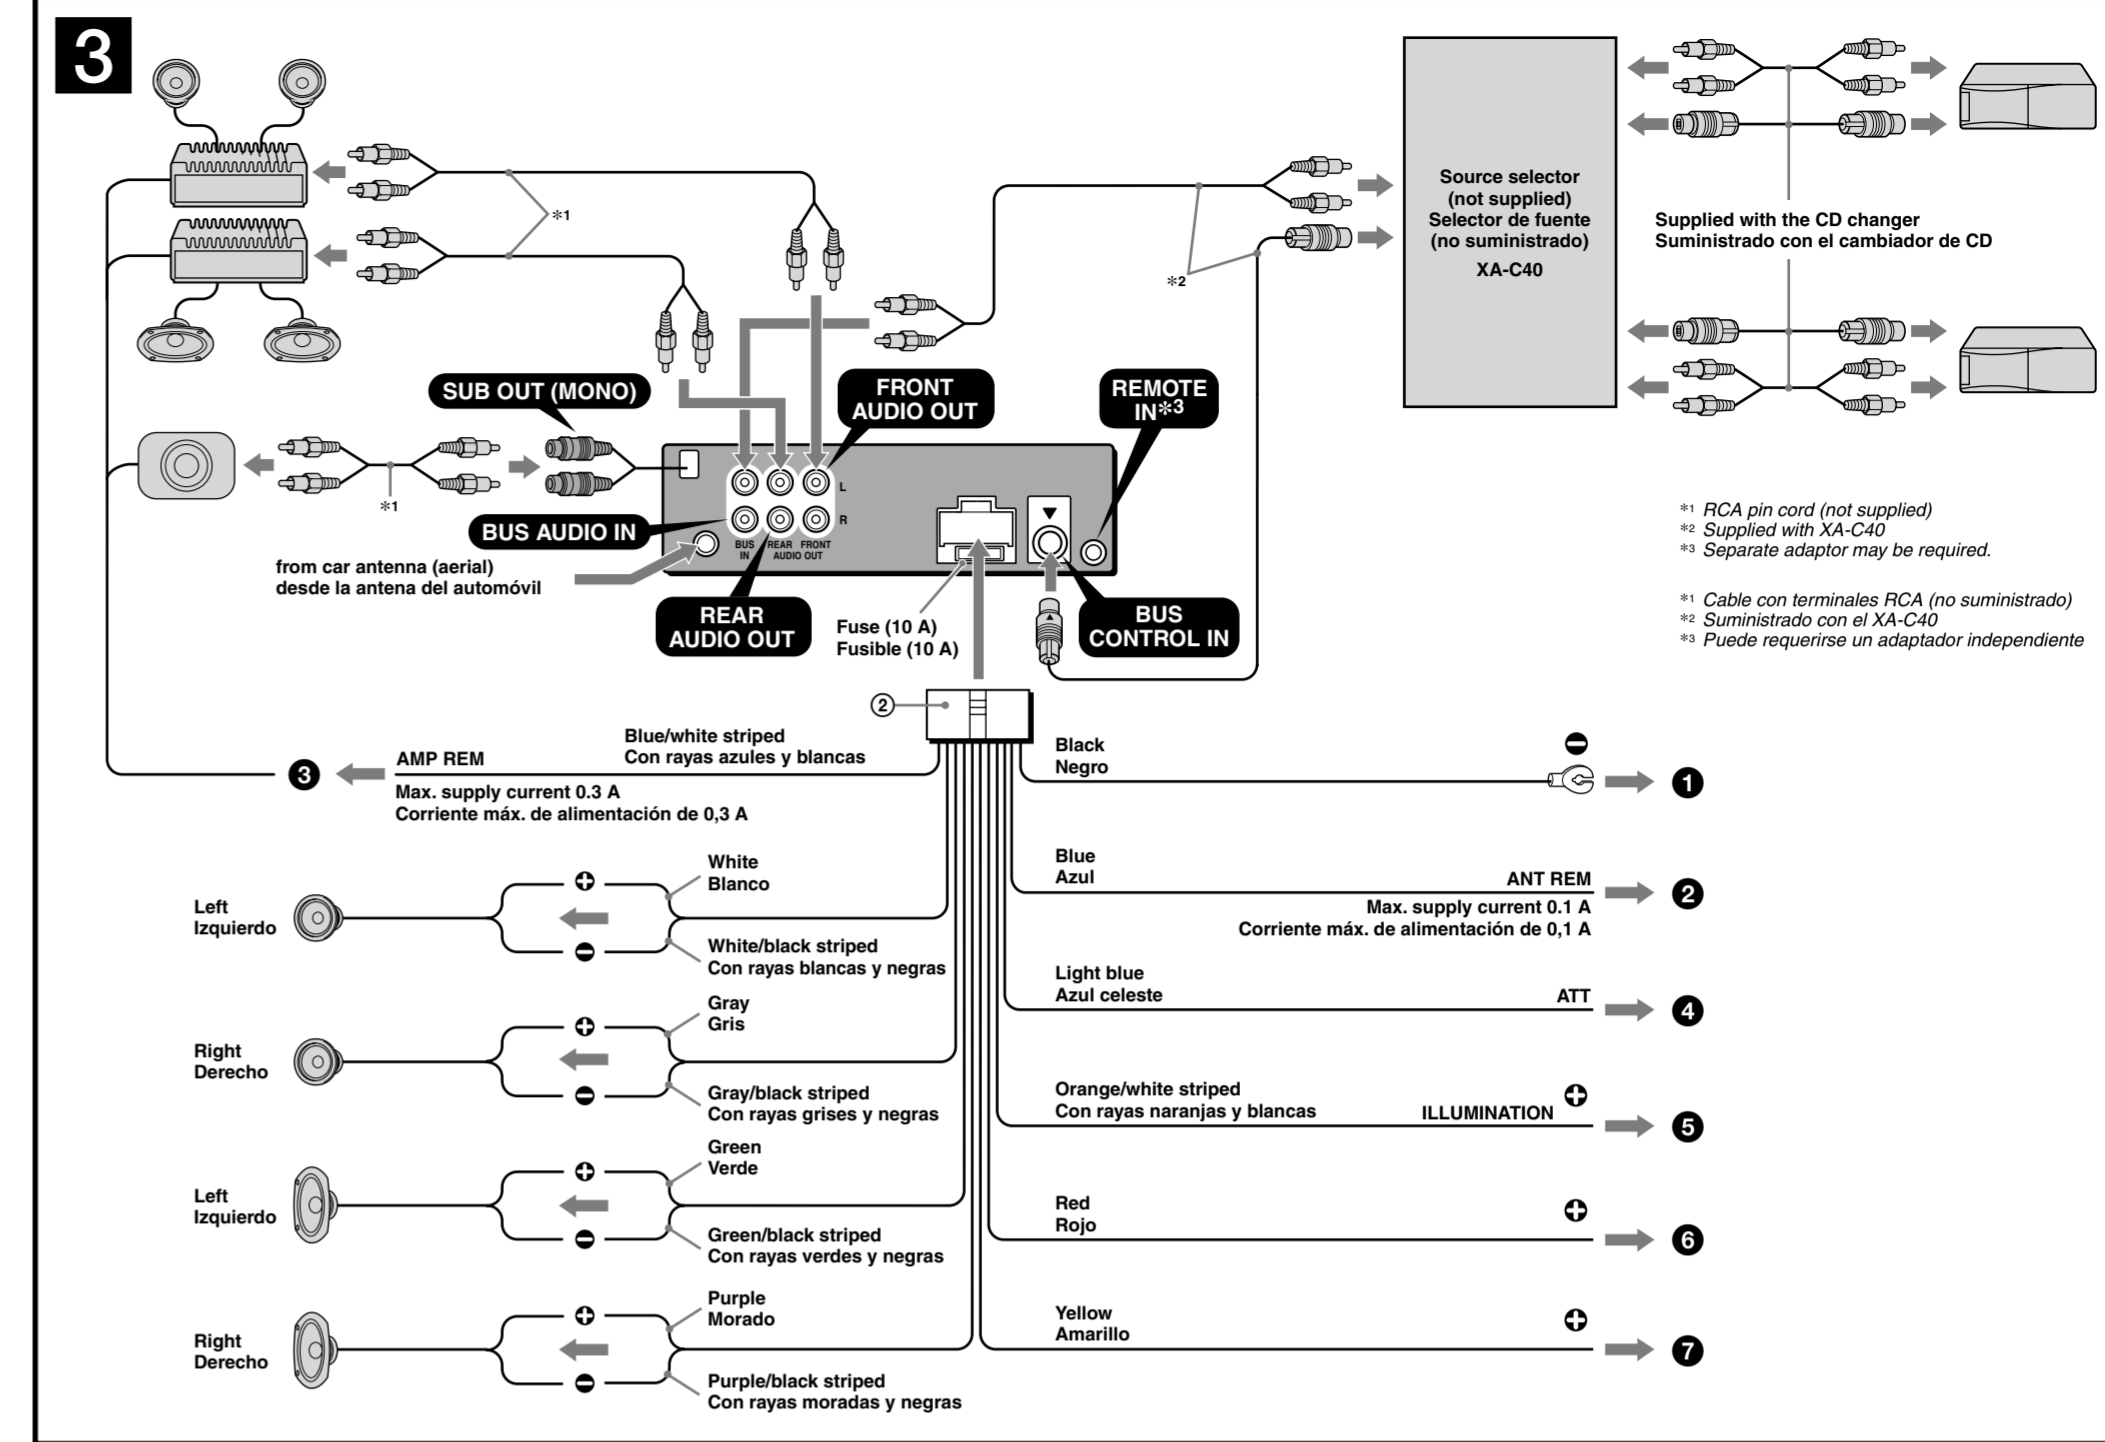 3
*1
*2
Source selector
(not supplied)
Selector de fuente
(no suministrado)
XA-C40
Supplied with the CD changer
Suministrado con el cambiador de CD
SUB OUT (MONO)
FRONT
AUDIO OUT
REMOTE
IN*3
*1
BUS AUDIO IN
L
R
BUS IN
REAR FRONT
AUDIO OUT
from car antenna (aerial)
desde la antena del automóvil
REAR
AUDIO OUT
Fuse (10 A)
Fusible (10 A)
BUS
CONTROL IN
*1 RCA pin cord (not supplied)
*2 Supplied with XA-C40
*3 Separate adaptor may be required.
*1 Cable con terminales RCA (no suministrado)
*2 Suministrado con el XA-C40
*3 Puede requerirse un adaptador independiente
②
❸
AMP REM
Blue/white striped
Con rayas azules y blancas
Max. supply current 0.3 A
Corriente máx. de alimentación de 0,3 A
Left
Izquierdo
+
−
White
Blanco
White/black striped
Con rayas blancas y negras
Right
Derecho
+
−
Gray
Gris
Gray/black striped
Con rayas grises y negras
Left
Izquierdo
+
−
Green
Verde
Green/black striped
Con rayas verdes y negras
Right
Derecho
+
−
Purple
Morado
Purple/black striped
Con rayas moradas y negras
Black
Negro
−
❶
Blue
Azul
ANT REM
❷
Max. supply current 0.1 A
Corriente máx. de alimentación de 0,1 A
Light blue
Azul celeste
ATT
❹
Orange/white striped
Con rayas naranjas y blancas
ILLUMINATION
+
❺
Red
Rojo
+
❻
Yellow
Amarillo
+
❼